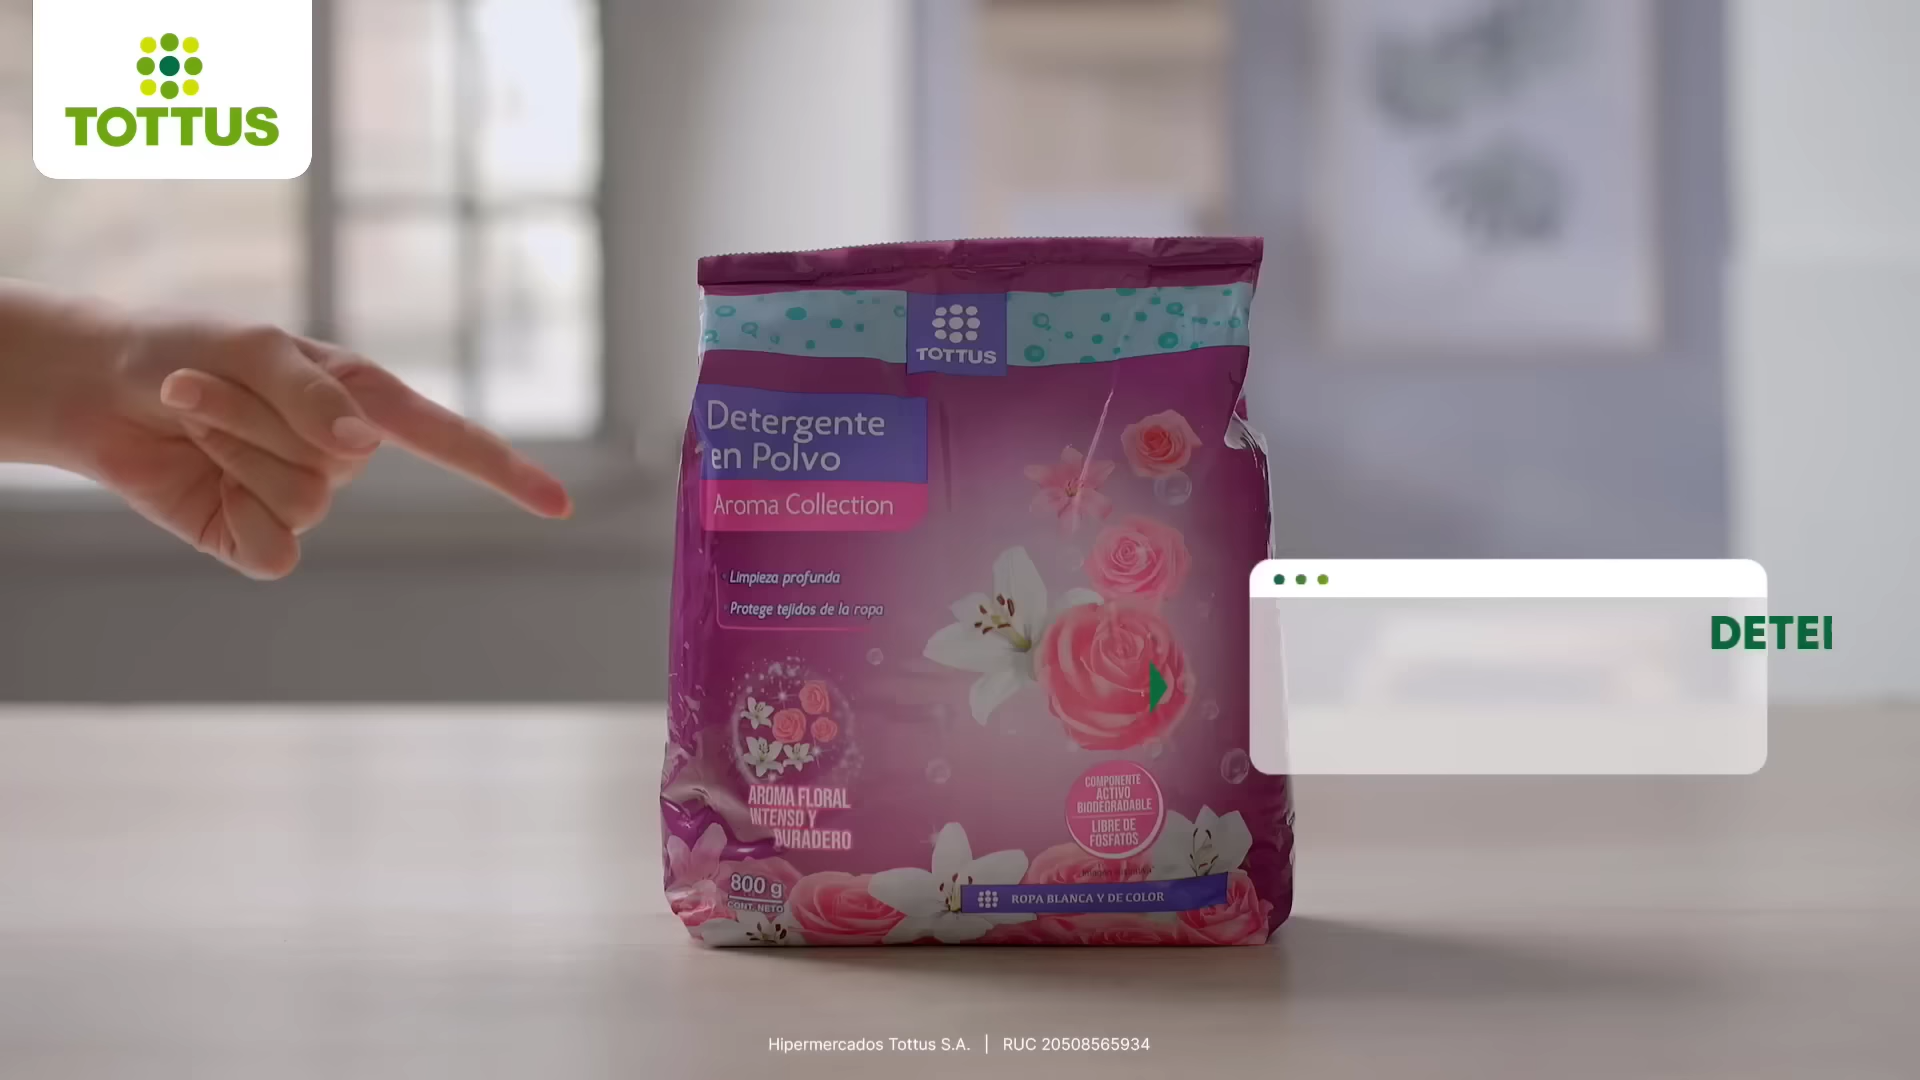 TOTTUS
TOTTUS
Detergente
en Polvo
Aroma Collection
Limpieza profunda
Protege tejidos de la ropa
AROMA FLORAL
INTENSO Y
DURADERO
COMPONENTE
ACTIVO
BIODEGRADABLE
LIBRE DE
FOSFATOS
800 g
CONT. NETO
ROPA BLANCA Y DE COLOR
DETE
Hipermercados Tottus S.A. | RUC 20508565934